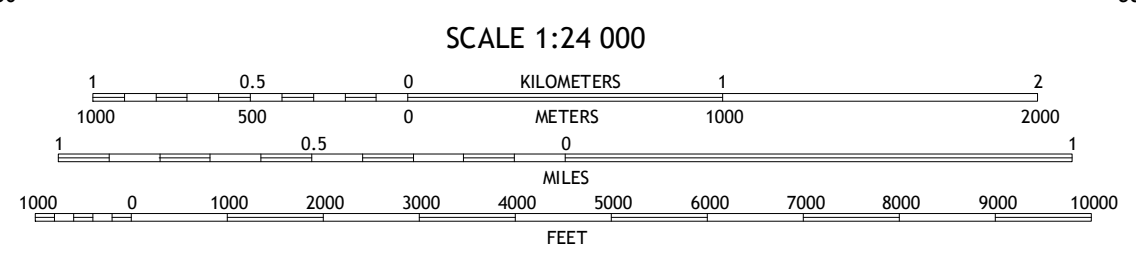 SCALE 1:24 000
1 0.5 0 KILOMETERS 1 2
1000 500 0 METERS 1000 2000
1 0.5 0 1
MILES
1000 0 1000 2000 3000 4000 5000 6000 7000 8000 9000 10000
FEET